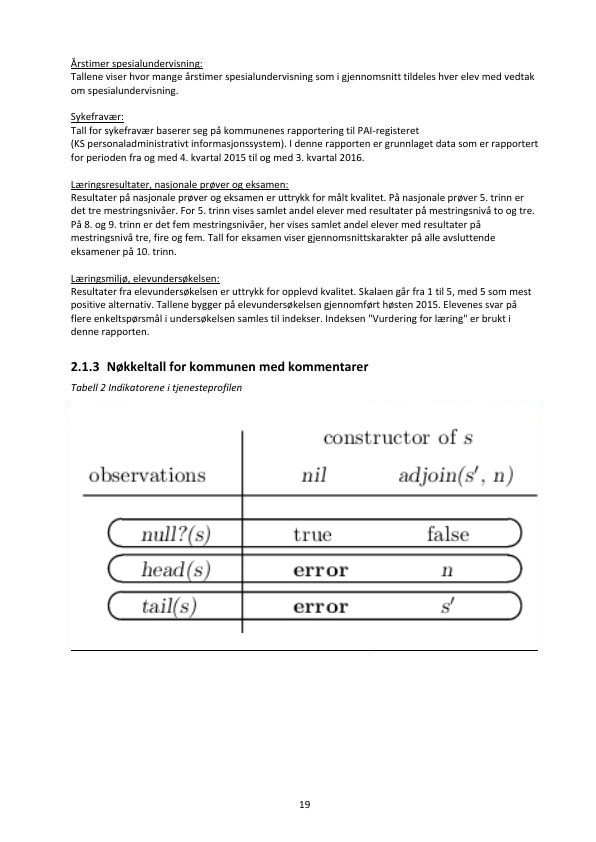 Årstimer spesialundervisning:
Tallene viser hvor mange årstimer spesialundervisning som i gjennomsnitt tildeles hver elev med vedtak
om spesialundervisning.
Sykefravær:
Tall for sykefravær baserer seg på kommunenes rapportering til PAI-registeret
(KS personaladministrativt informasjonssystem). I denne rapporten er grunnlaget data som er rapportert
for perioden fra og med 4. kvartal 2015 til og med 3. kvartal 2016.
Læringsresultater, nasjonale prøver og eksamen:
Resultater på nasjonale prøver og eksamen er uttrykk for målt kvalitet. På nasjonale prøver 5. trinn er
det tre mestringsnivåer. For 5. trinn vises samlet andel elever med resultater på mestringsnivå to og tre.
På 8. og 9. trinn er det fem mestringsnivåer, her vises samlet andel elever med resultater på
mestringsnivå tre, fire og fem. Tall for eksamen viser gjennomsnittskarakter på alle avsluttende
eksamener på 10. trinn.
Læringsmiljø, elevundersøkelsen:
Resultater fra elevundersøkelsen er uttrykk for opplevd kvalitet. Skalaen går fra 1 til 5, med 5 som mest
positive alternativ. Tallene bygger på elevundersøkelsen gjennomført høsten 2015. Elevenes svar på
flere enkeltspørsmål i undersøkelsen samles til indekser. Indeksen "Vurdering for læring" er brukt i
denne rapporten.
2.1.3 Nøkkeltall for kommunen med kommentarer
Tabell 2 Indikatorene i tjenesteprofilen
constructor of s
observations nil adjoin(s′, n)
null?(s) true false
head(s) error n
tail(s) error s′
19